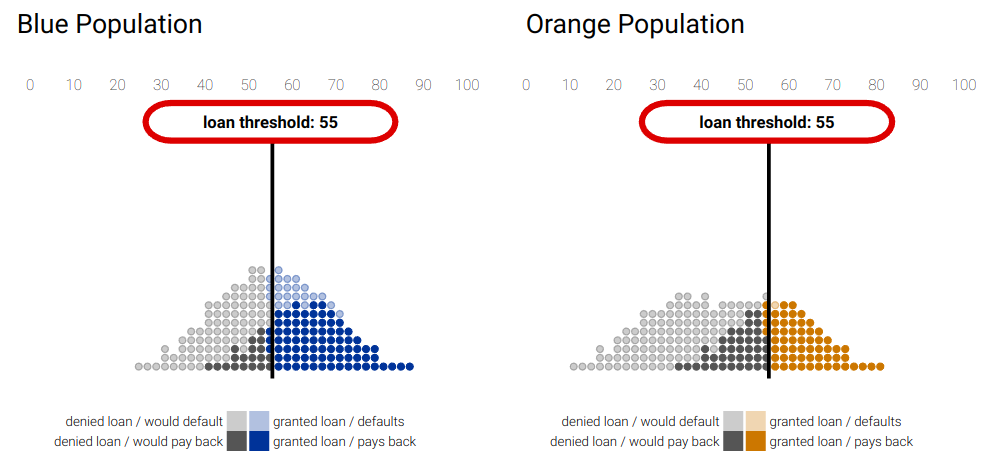 Blue Population
Orange Population
0 10 20 30 40 50 60 70 80 90 100
0 10 20 30 40 50 60 70 80 90 100
loan threshold: 55
loan threshold: 55
denied loan / would default
granted loan / defaults
denied loan / would pay back
granted loan / pays back
denied loan / would default
granted loan / defaults
denied loan / would pay back
granted loan / pays back